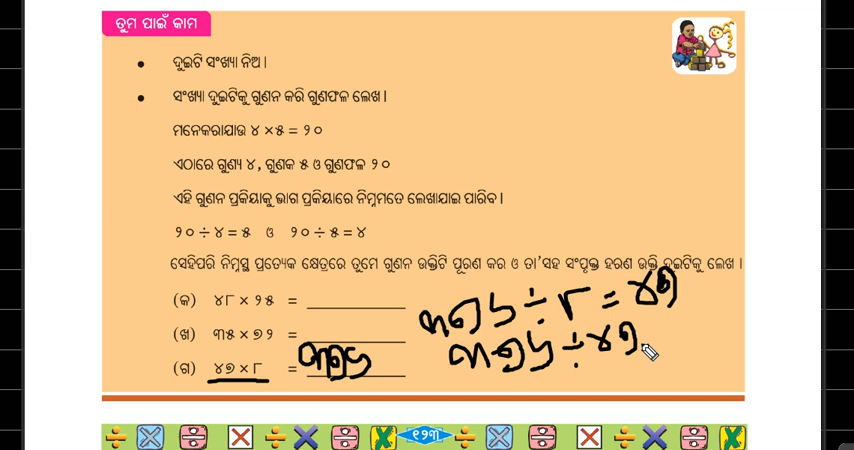 ତୁମ ପାଇଁ କାମ
• ଦୁଇଟି ସଂଖ୍ୟା ନିଅ।
• ସଂଖ୍ୟା ଦୁଇଟିକୁ ଗୁଣନ କରି ଗୁଣଫଳ ଲେଖ।
ମନେକରାଯାଉ ୪ × ୫ = ୨୦
ଏଠାରେ ଗୁଣ୍ୟ ୪, ଗୁଣକ ୫ ଓ ଗୁଣଫଳ ୨୦
ଏହି ଗୁଣନ ପ୍ରକିୟାକୁ ଭାଗ ପ୍ରକିୟାରେ ନିମ୍ନମତେ ଲେଖାଯାଇ ପାରିବ।
୨୦ ÷ ୪ = ୫ ଓ ୨୦ ÷ ୫ = ୪
ସେହିପରି ନିମ୍ନସ୍ଥ ପ୍ରତ୍ୟେକ କ୍ଷେତ୍ରରେ ତୁମେ ଗୁଣନ ଉକ୍ତିଟି ପୂରଣ କର ଓ ତା'ସହ ସଂପୃକ୍ତ ହରଣ ଉକ୍ତି ଦୁଇଟିକୁ ଲେଖ।
(କ) ୪୮ × ୨୫ = ________
(ଖ) ୩୫ × ୭୨ = ________
(ଗ) ୪୭ × ୮ = ୩୭୬
୩୭୬ ÷ ୮ = ୪୭
୩୭୬ ÷ ୪୭
୧୨୩